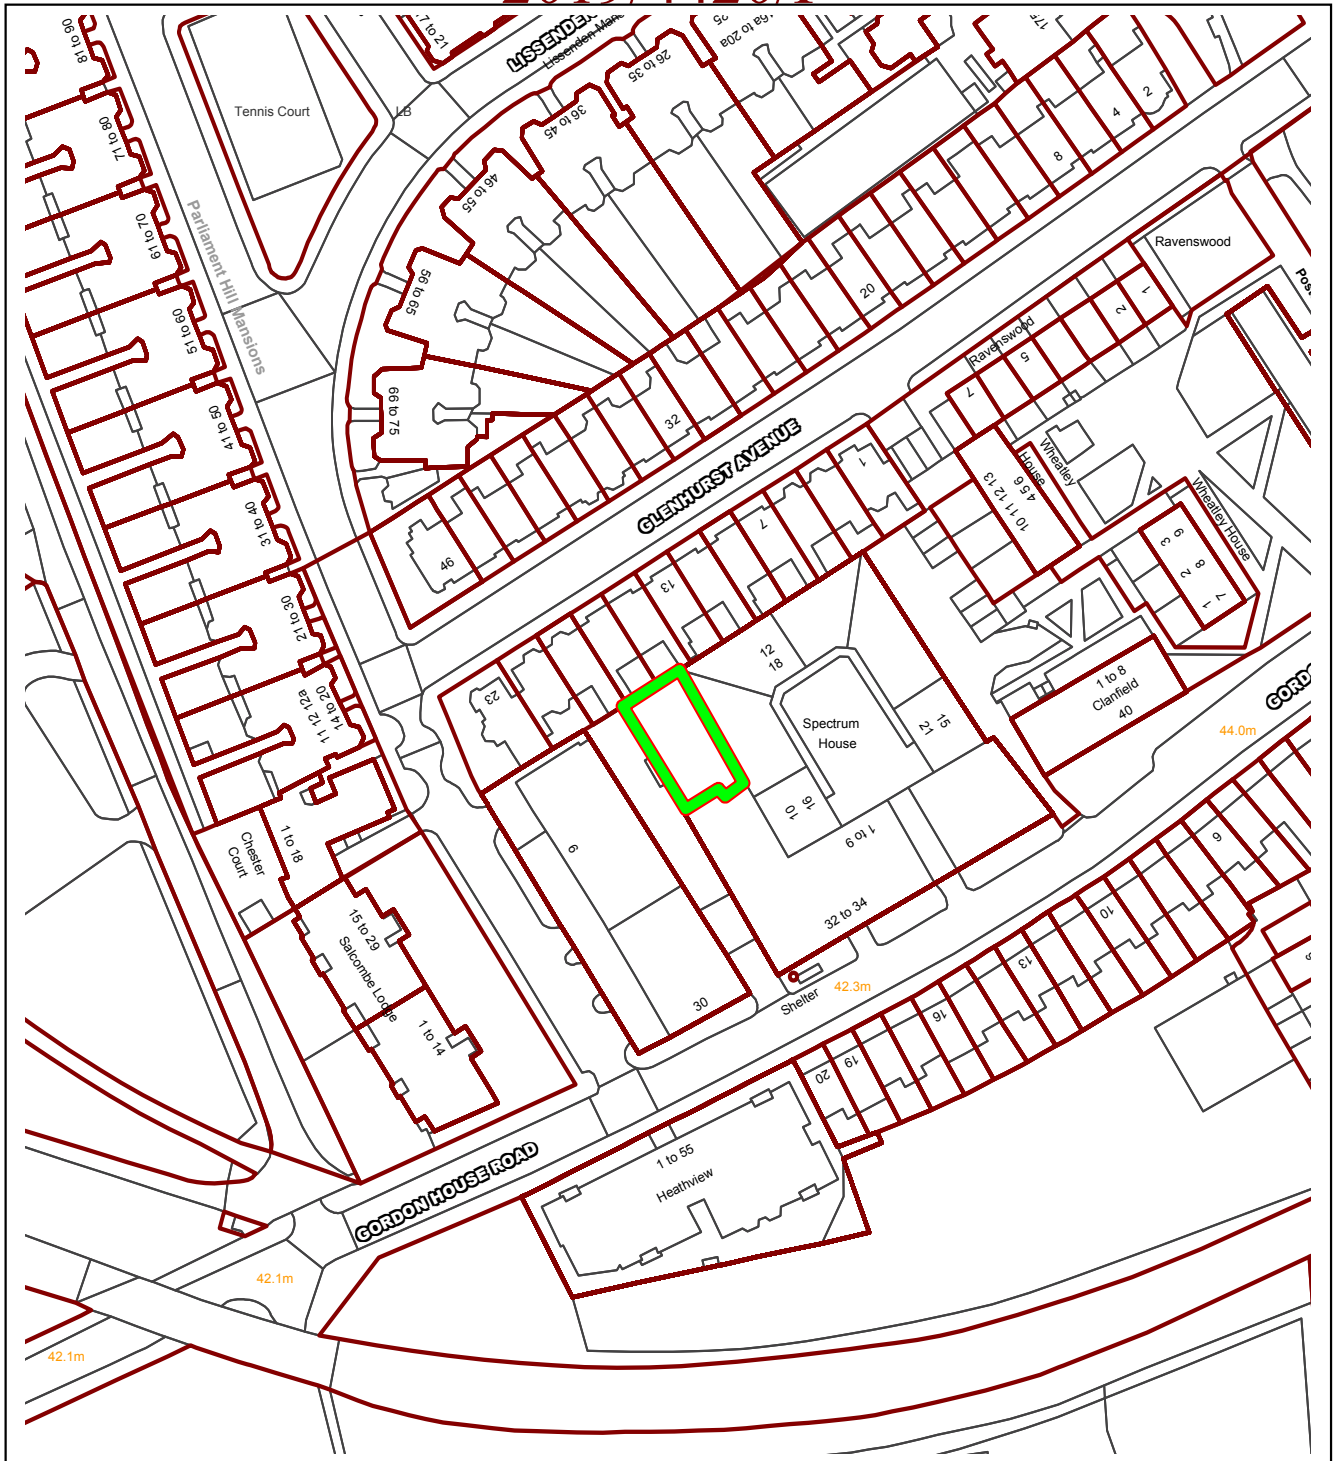 81 to 90
71 to 80
61 to 70
51 to 60
41 to 50
31 to 40
21 to 30
14 to 20
11 12 12a
Parliament Hill Mansions
Tennis Court
LB
17 to 21
Lissenden
26 to 35
36 to 45
46 to 55
56 to 65
66 to 75
16a to 20a
2
4
8
20
32
46
GLENHURST AVENUE
1
7
13
23
Ravenswood
1
2
Ravenswood
5
7
Wheatley
House
4 5 6
10 11 12 13
Wheatley House
3
9
2
8
1
7
1 to 8
Clanfield
40
44.0m
12
18
Spectrum
House
15
21
16
10
1 to 9
32 to 34
6
30
Shelter
42.3m
Chester
Court
1 to 18
15 to 29
Salcombe Lodge
1 to 14
GORDON HOUSE ROAD
1 to 55
Heathview
20
19
16
13
10
6
42.1m
42.1m